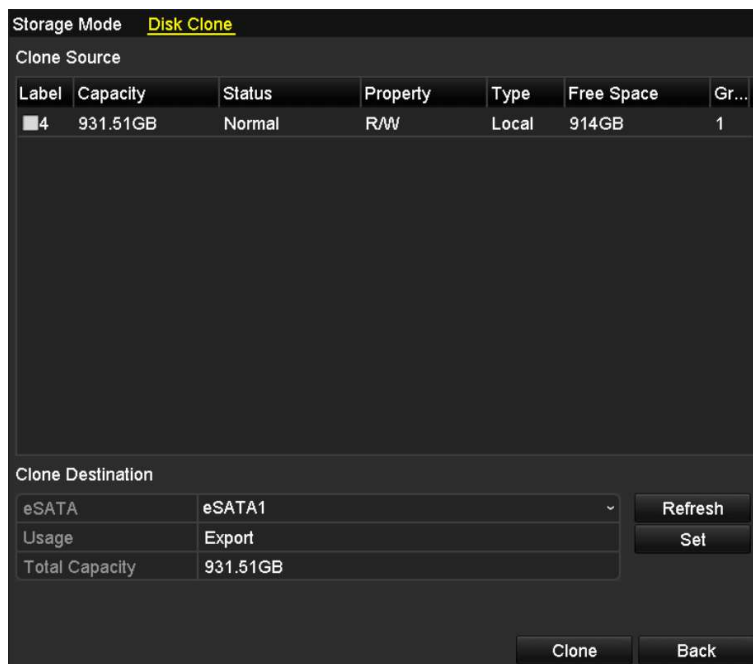 Storage Mode Disk Clone
Clone Source
Label Capacity Status Property Type Free Space Gr...
4 931.51GB Normal R/W Local 914GB 1
Clone Destination
eSATA eSATA1 Refresh
Usage Export Set
Total Capacity 931.51GB
Clone Back